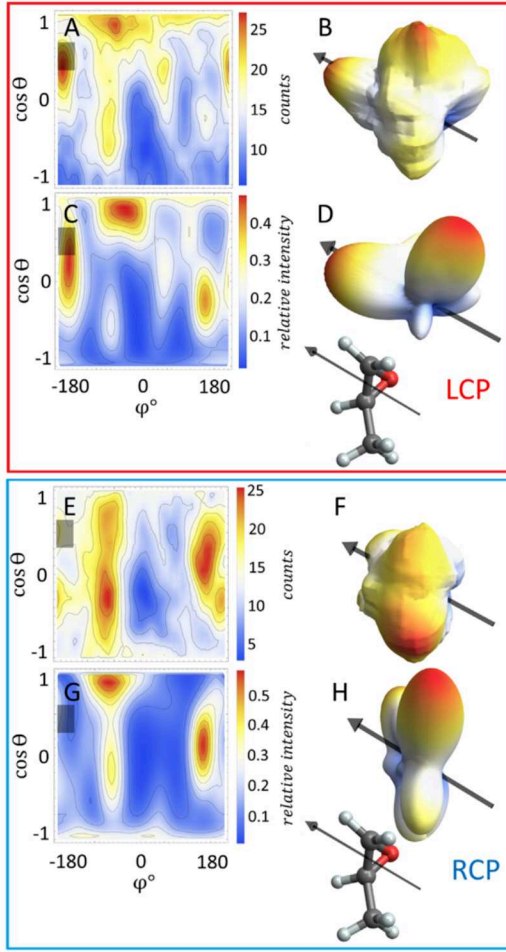 A
B
cos θ
1
0
-1
25
20
15
10
counts
C
D
cos θ
1
0
-1
0.4
0.3
0.2
0.1
relative intensity
-180
0
180
φ°
LCP
E
F
cos θ
1
0
-1
25
20
15
10
5
counts
G
H
cos θ
1
0
-1
0.5
0.4
0.3
0.2
0.1
relative intensity
-180
0
180
φ°
RCP